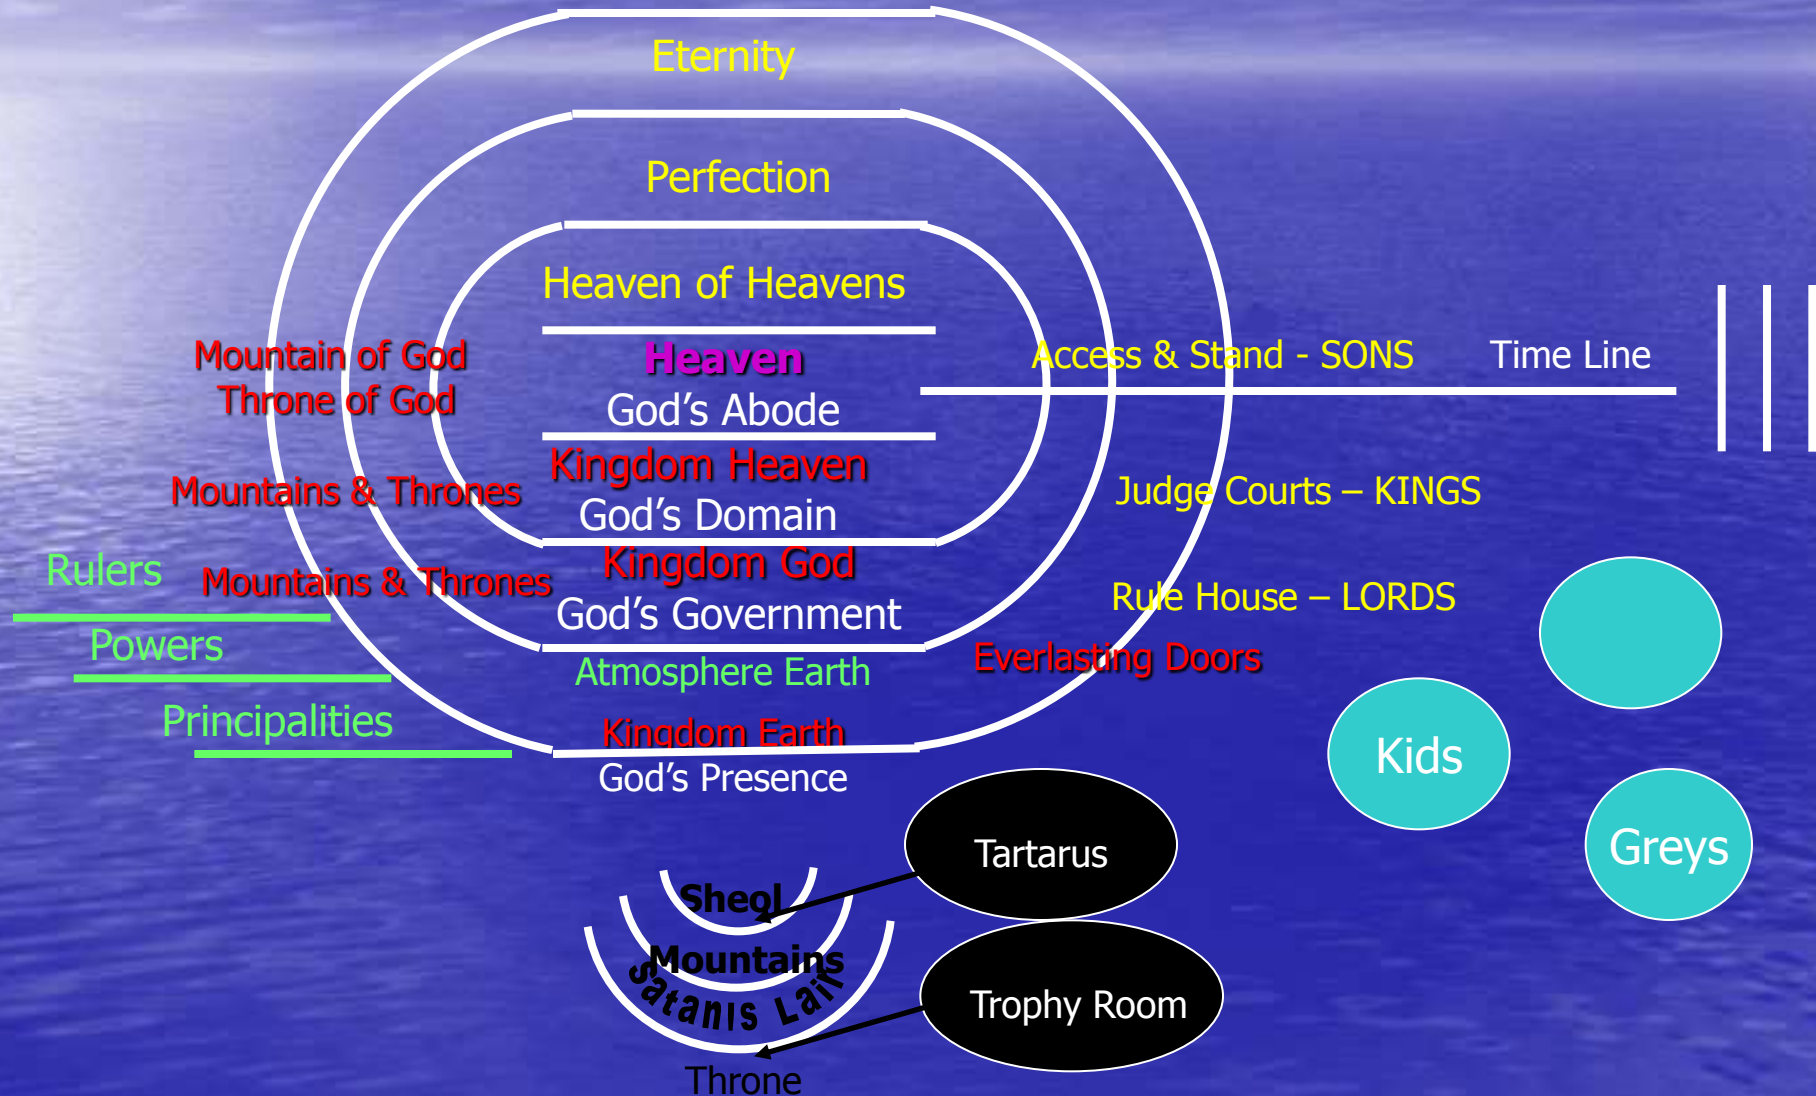 Eternity
Perfection
Heaven of Heavens
Mountain of God
Throne of God
Heaven
God’s Abode
Access & Stand - SONS
Time Line
Mountains & Thrones
Kingdom Heaven
God’s Domain
Judge Courts – KINGS
Rulers
Mountains & Thrones
Kingdom God
God’s Government
Rule House – LORDS
Powers
Atmosphere Earth
Everlasting Doors
Principalities
Kingdom Earth
God’s Presence
Kids
Greys
Tartarus
Sheol
Mountains
Satanis Lair
Trophy Room
Throne